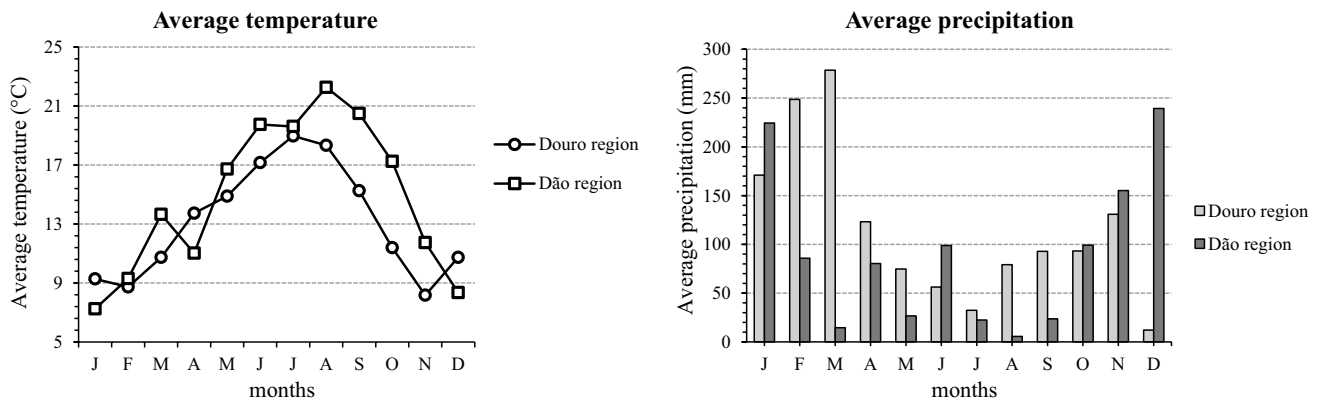 Average temperature
Average temperature (°C)
25
21
17
13
9
5
J F M A M J J A S O N D
months
Douro region
Dão region
Average precipitation
Average precipitation (mm)
300
250
200
150
100
50
0
J F M A M J J A S O N D
months
Douro region
Dão region